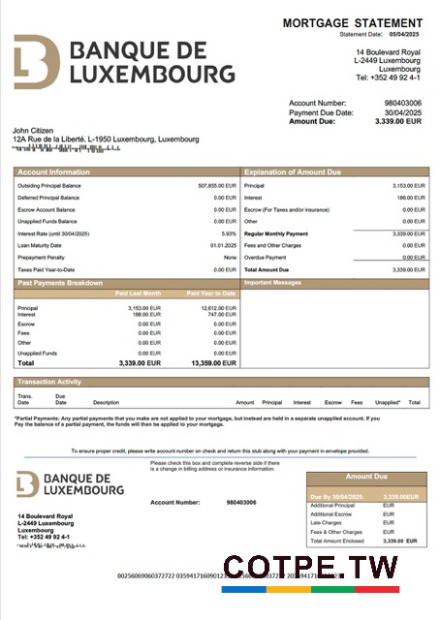 MORTGAGE STATEMENT
Statement Date: 05/04/2025
BANQUE DE
LUXEMBOURG
14 Boulevard Royal
L-2449 Luxembourg
Luxembourg
Tel: +352 49 92 4-1
Account Number: 980403006
Payment Due Date: 30/04/2025
Amount Due: 3.339.00 EUR
John Citizen
12A Rue de la Liberté, L-1950 Luxembourg, Luxembourg
Account Information
Outsiding Principal Balance 507,855.00 EUR
Deferred Principal Balance 0.00 EUR
Escrow Account Balance 0.00 EUR
Unapplied Funds Balance 0.00 EUR
Interest Rate (until 30/04/2025) 5.93%
Loan Maturity Date 01.01.2025
Prepayment Penalty None
Taxes Paid Year-to-Date 0.00 EUR
Explanation of Amount Due
Principal 3,153.00 EUR
Interest 186.00 EUR
Escrow (For Taxes and/or insurance) 0.00 EUR
Other 0.00 EUR
Regular Monthly Payment 3,339.00 EUR
Fees and Other Charges 0.00 EUR
Overdue Payment 0.00 EUR
Total Amount Due 3,339.00 EUR
Past Payments Breakdown
Paid Last Month Paid Year to Date
Principal 3,153.00 EUR 12,612.00 EUR
Interest 186.00 EUR 747.00 EUR
Escrow 0.00 EUR 0.00 EUR
Fees 0.00 EUR 0.00 EUR
Other 0.00 EUR 0.00 EUR
Unapplied Funds 0.00 EUR 0.00 EUR
Total 3,339.00 EUR 13,359.00 EUR
Important Messages
Transaction Activity
Trans. Date Due Date Description Amount Principal Interest Escrow Fees Unapplied* Total
*Partial Payments: Any partial payments that you make are not applied to your mortgage, but instead are held in a separate unapplied account. If you
Pay the balance of a partial payment, the funds will then be applied to your mortgage.
To ensure proper credit, please write account number on check and return this stub along with your payment in envelope provided.
BANQUE DE
LUXEMBOURG
Please check this box and complete reverse side if there
is a change in billing address or insurance information.
Account Number: 980403006
14 Boulevard Royal
L-2449 Luxembourg
Luxembourg
Tel: +352 49 92 4-1
Amount Due
Due By 30/04/2025: 3,339.00EUR
Additional Principal EUR
Additional Escrow EUR
Late Charges EUR
Fees & Other Charges EUR
Total Amount Enclosed 3,339.00 EUR
COTPE.TW